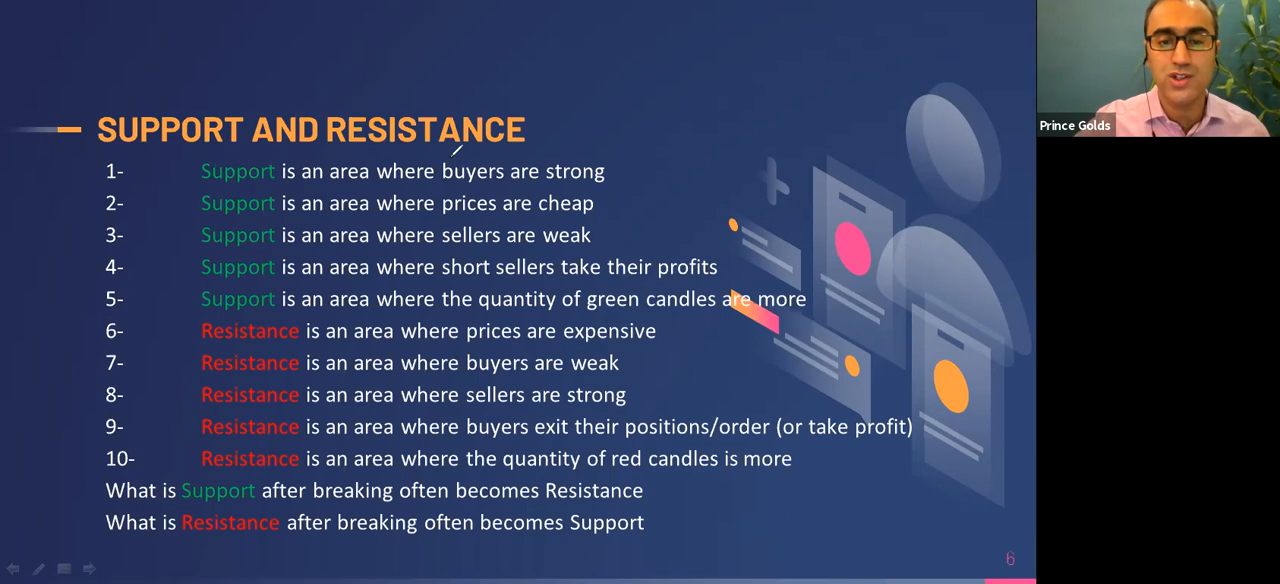 SUPPORT AND RESISTANCE
1- Support is an area where buyers are strong
2- Support is an area where prices are cheap
3- Support is an area where sellers are weak
4- Support is an area where short sellers take their profits
5- Support is an area where the quantity of green candles are more
6- Resistance is an area where prices are expensive
7- Resistance is an area where buyers are weak
8- Resistance is an area where sellers are strong
9- Resistance is an area where buyers exit their positions/order (or take profit)
10- Resistance is an area where the quantity of red candles is more
What is Support after breaking often becomes Resistance
What is Resistance after breaking often becomes Support
6
Prince Golds